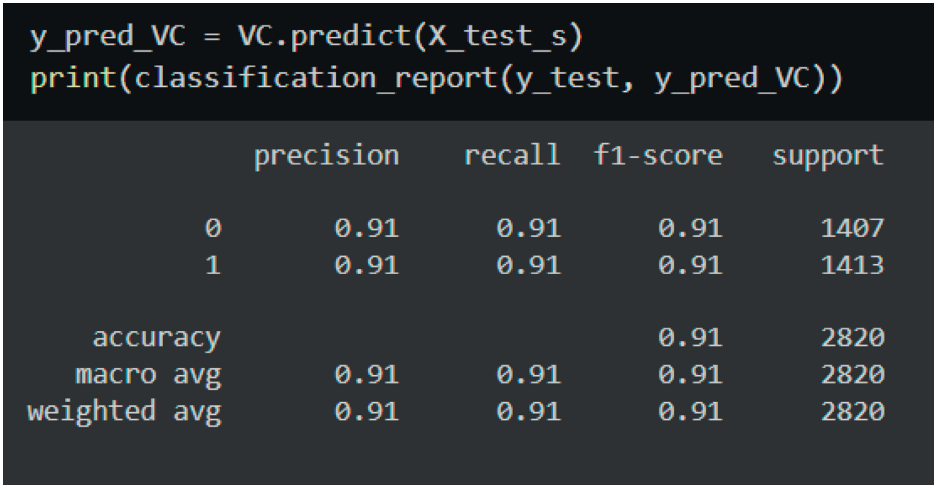 y_pred_VC = VC.predict(X_test_s)
print(classification_report(y_test, y_pred_VC))
precision recall f1-score support
0 0.91 0.91 0.91 1407
1 0.91 0.91 0.91 1413
accuracy 0.91 2820
macro avg 0.91 0.91 0.91 2820
weighted avg 0.91 0.91 0.91 2820